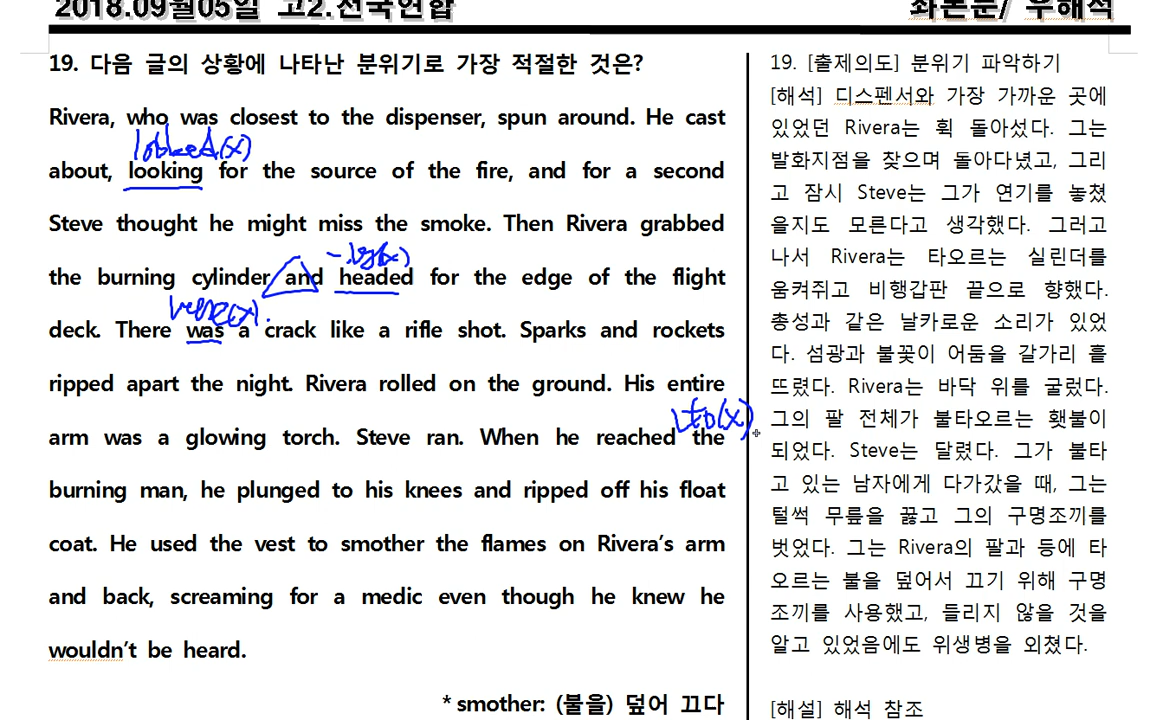 2018.09월05일 고2.전국연합
좌본문/ 우해석
19. 다음 글의 상황에 나타난 분위기로 가장 적절한 것은?
Rivera, who was closest to the dispenser, spun around. He cast
looked(x)
about, looking for the source of the fire, and for a second
Steve thought he might miss the smoke. Then Rivera grabbed
-ing(x)
the burning cylinder and headed for the edge of the flight
were(x).
deck. There was a crack like a rifle shot. Sparks and rockets
ripped apart the night. Rivera rolled on the ground. His entire
to(x)
arm was a glowing torch. Steve ran. When he reached the
burning man, he plunged to his knees and ripped off his float
coat. He used the vest to smother the flames on Rivera's arm
and back, screaming for a medic even though he knew he
wouldn't be heard.
* smother: (불을) 덮어 끄다
19. [출제의도] 분위기 파악하기
[해석] 디스펜서와 가장 가까운 곳에
있었던 Rivera는 획 돌아섰다. 그는
발화지점을 찾으며 돌아다녔고, 그리
고 잠시 Steve는 그가 연기를 놓쳤
을지도 모른다고 생각했다. 그러고
나서 Rivera는 타오르는 실린더를
움켜쥐고 비행갑판 끝으로 향했다.
총성과 같은 날카로운 소리가 있었
다. 섬광과 불꽃이 어둠을 갈가리 흩
뜨렸다. Rivera는 바닥 위를 굴렀다.
그의 팔 전체가 불타오르는 횃불이
되었다. Steve는 달렸다. 그가 불타
고 있는 남자에게 다가갔을 때, 그는
털썩 무릎을 꿇고 그의 구명조끼를
벗었다. 그는 Rivera의 팔과 등에 타
오르는 불을 덮어서 끄기 위해 구명
조끼를 사용했고, 들리지 않을 것을
알고 있었음에도 위생병을 외쳤다.
[해설] 해석 참조